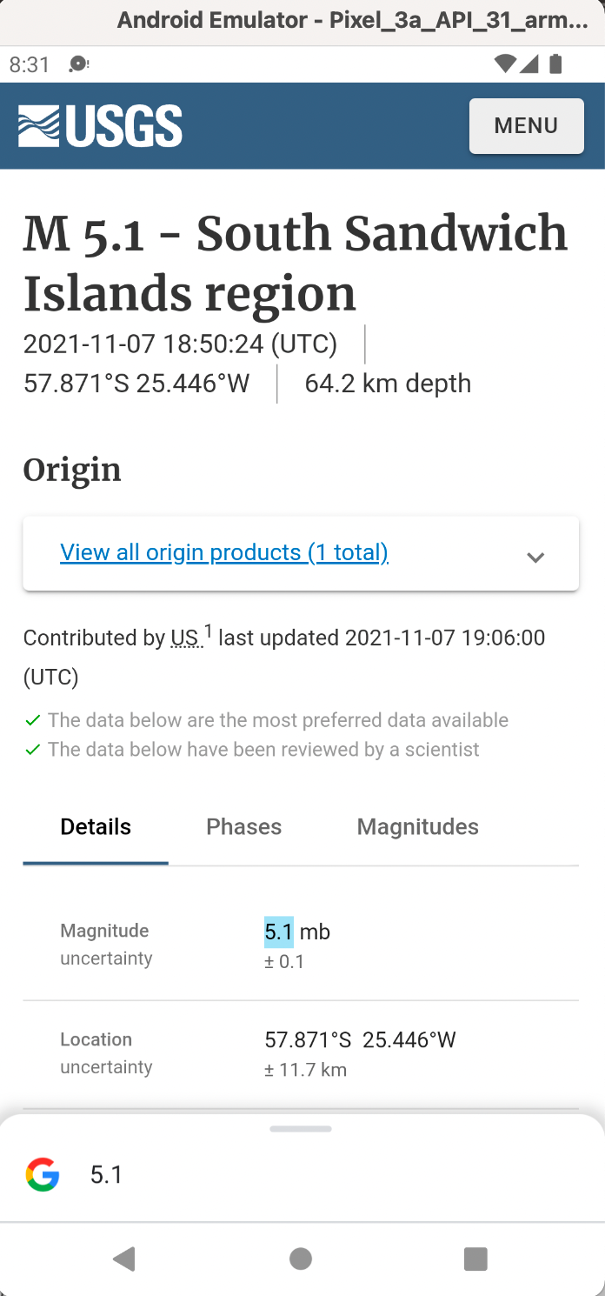 Android Emulator - Pixel_3a_API_31_arm...
8:31
USGS
MENU
M 5.1 - South Sandwich
Islands region
2021-11-07 18:50:24 (UTC)
57.871°S 25.446°W
64.2 km depth
Origin
View all origin products (1 total)
Contributed by US 1 last updated 2021-11-07 19:06:00
(UTC)
The data below are the most preferred data available
The data below have been reviewed by a scientist
Details Phases Magnitudes
Magnitude 5.1 mb
uncertainty ± 0.1
Location 57.871°S 25.446°W
uncertainty ± 11.7 km
G 5.1